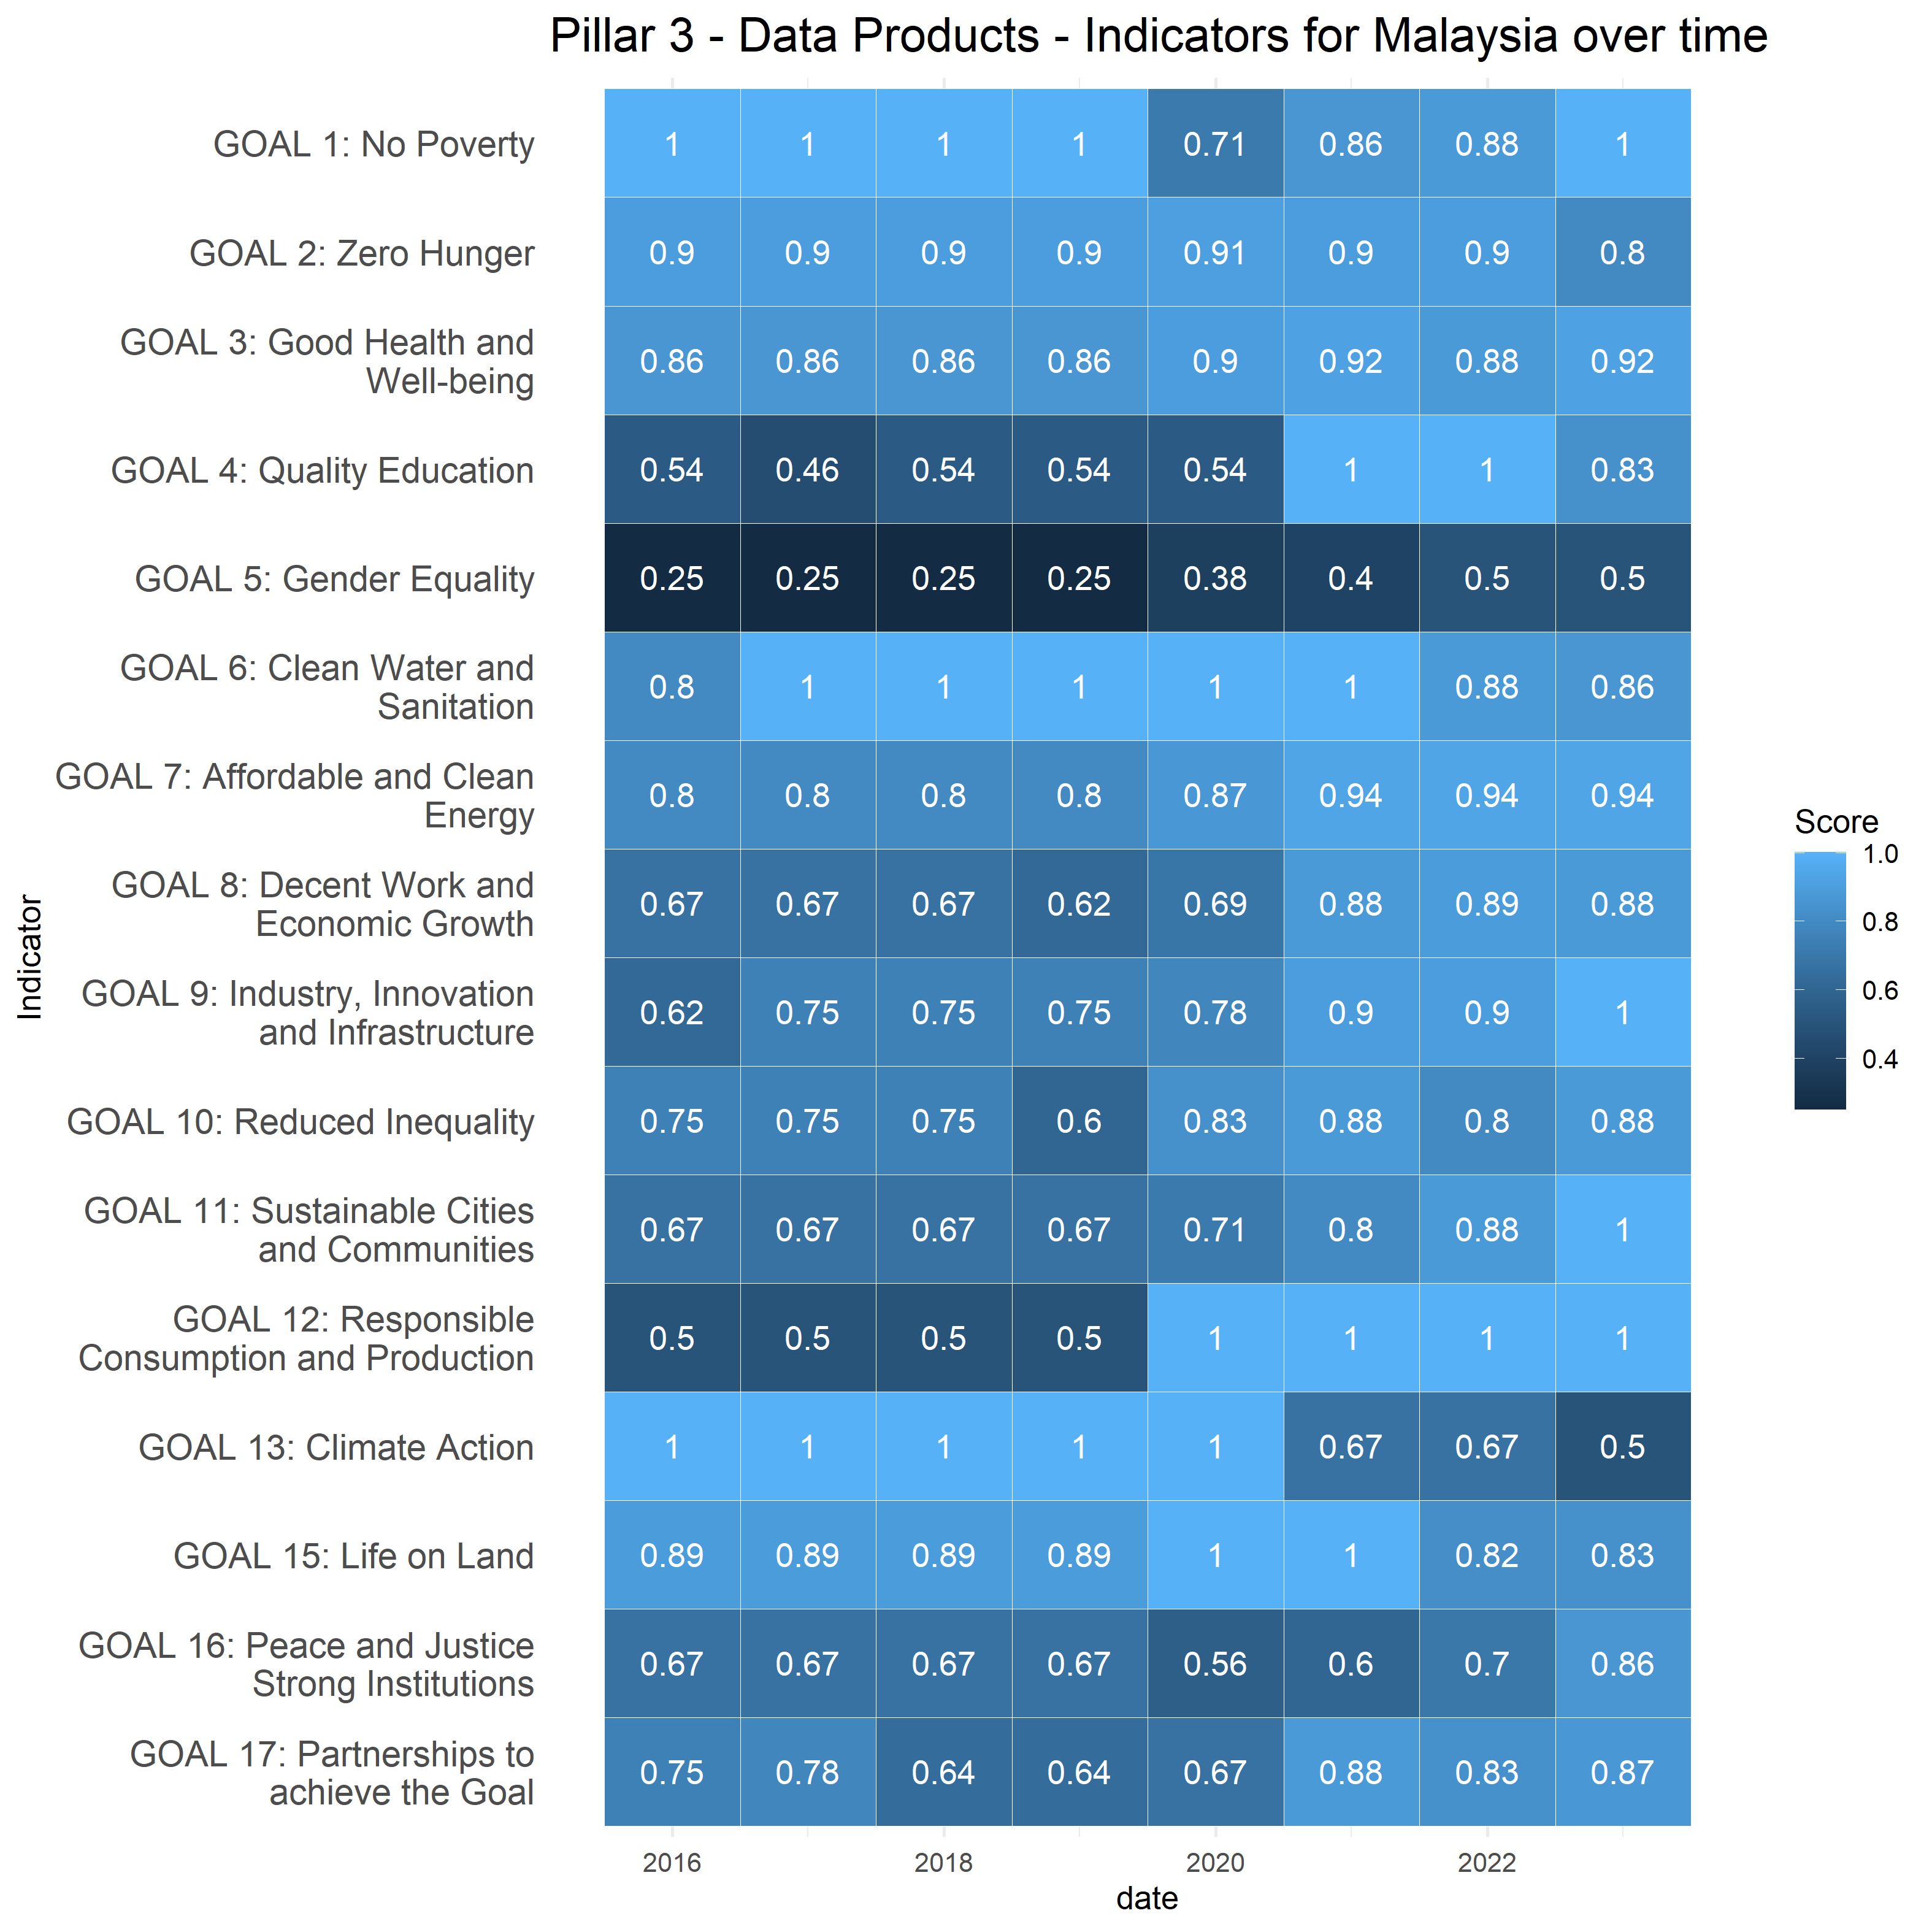 Pillar 3 - Data Products - Indicators for Malaysia over time
GOAL 1: No Poverty
1 1 1 1 0.71 0.86 0.88 1
GOAL 2: Zero Hunger
0.9 0.9 0.9 0.9 0.91 0.9 0.9 0.8
GOAL 3: Good Health and
Well-being
0.86 0.86 0.86 0.86 0.9 0.92 0.88 0.92
GOAL 4: Quality Education
0.54 0.46 0.54 0.54 0.54 1 1 0.83
GOAL 5: Gender Equality
0.25 0.25 0.25 0.25 0.38 0.4 0.5 0.5
GOAL 6: Clean Water and
Sanitation
0.8 1 1 1 1 1 0.88 0.86
GOAL 7: Affordable and Clean
Energy
0.8 0.8 0.8 0.8 0.87 0.94 0.94 0.94
GOAL 8: Decent Work and
Economic Growth
0.67 0.67 0.67 0.62 0.69 0.88 0.89 0.88
GOAL 9: Industry, Innovation
and Infrastructure
0.62 0.75 0.75 0.75 0.78 0.9 0.9 1
GOAL 10: Reduced Inequality
0.75 0.75 0.75 0.6 0.83 0.88 0.8 0.88
GOAL 11: Sustainable Cities
and Communities
0.67 0.67 0.67 0.67 0.71 0.8 0.88 1
GOAL 12: Responsible
Consumption and Production
0.5 0.5 0.5 0.5 1 1 1 1
GOAL 13: Climate Action
1 1 1 1 1 0.67 0.67 0.5
GOAL 15: Life on Land
0.89 0.89 0.89 0.89 1 1 0.82 0.83
GOAL 16: Peace and Justice
Strong Institutions
0.67 0.67 0.67 0.67 0.56 0.6 0.7 0.86
GOAL 17: Partnerships to
achieve the Goal
0.75 0.78 0.64 0.64 0.67 0.88 0.83 0.87
2016 2018 2020 2022
date
Indicator
Score
1.0
0.8
0.6
0.4